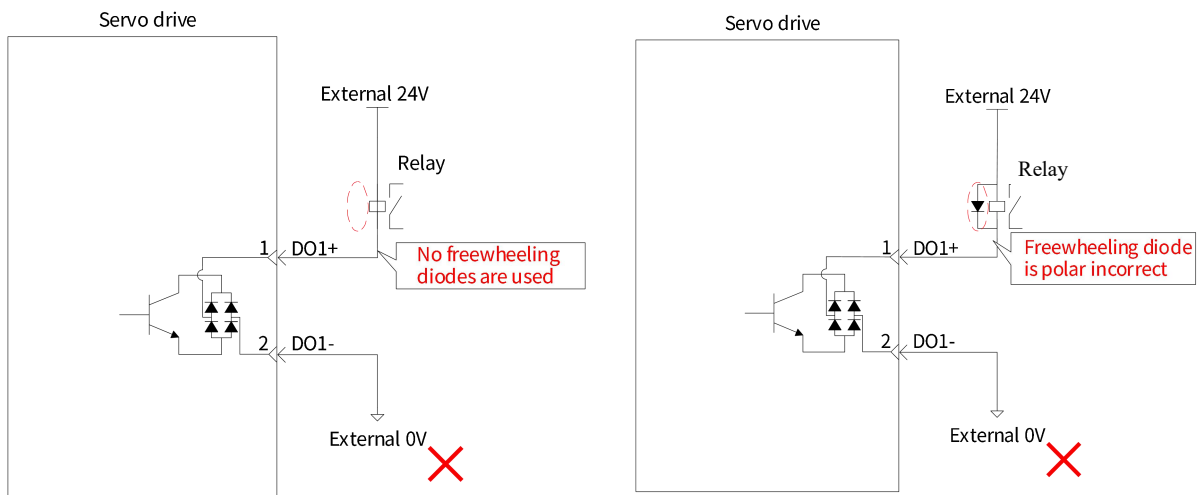 Servo drive
External 24V
Relay
1
DO1+
No freewheeling
diodes are used
2
DO1-
External 0V
Servo drive
External 24V
Relay
1
DO1+
Freewheeling diode
is polar incorrect
2
DO1-
External 0V